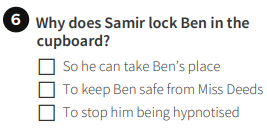 6 Why does Samir lock Ben in the
cupboard?
So he can take Ben's place
To keep Ben safe from Miss Deeds
To stop him being hypnotised